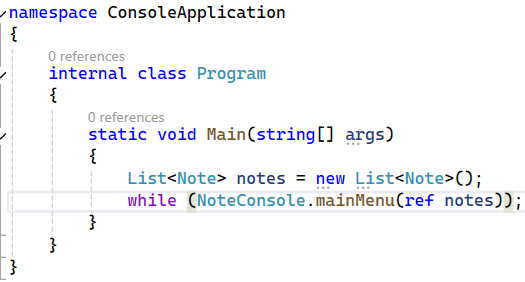 namespace ConsoleApplication
{
0 references
internal class Program
{
0 references
static void Main(string[] args)
{
List<Note> notes = new List<Note>();
while (NoteConsole.mainMenu(ref notes));
}
}
}